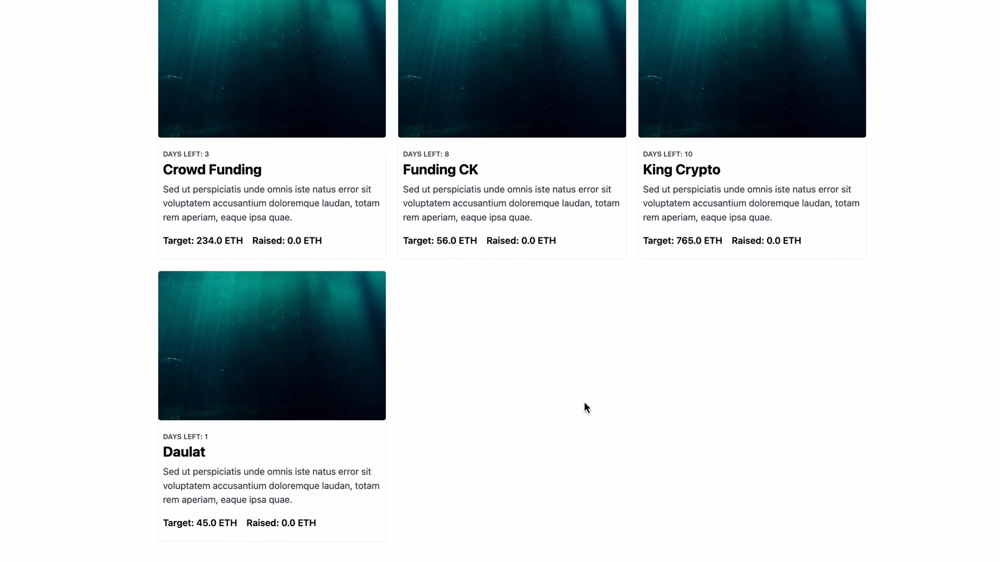 DAYS LEFT: 3
Crowd Funding
Sed ut perspiciatis unde omnis iste natus error sit
voluptatem accusantium doloremque laudan, totam
rem aperiam, eaque ipsa quae.
Target: 234.0 ETH Raised: 0.0 ETH
DAYS LEFT: 8
Funding CK
Sed ut perspiciatis unde omnis iste natus error sit
voluptatem accusantium doloremque laudan, totam
rem aperiam, eaque ipsa quae.
Target: 56.0 ETH Raised: 0.0 ETH
DAYS LEFT: 10
King Crypto
Sed ut perspiciatis unde omnis iste natus error sit
voluptatem accusantium doloremque laudan, totam
rem aperiam, eaque ipsa quae.
Target: 765.0 ETH Raised: 0.0 ETH
DAYS LEFT: 1
Daulat
Sed ut perspiciatis unde omnis iste natus error sit
voluptatem accusantium doloremque laudan, totam
rem aperiam, eaque ipsa quae.
Target: 45.0 ETH Raised: 0.0 ETH